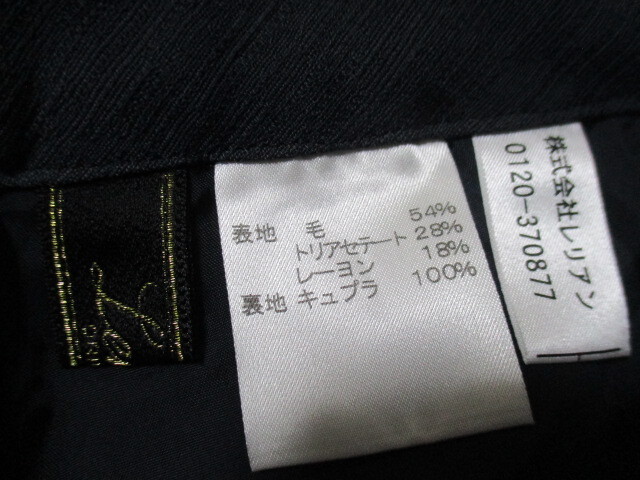 表地 毛 54%
トリアセテート 28%
レーヨン 18%
裏地 キュプラ 100%
株式会社レリアン
0120-370877